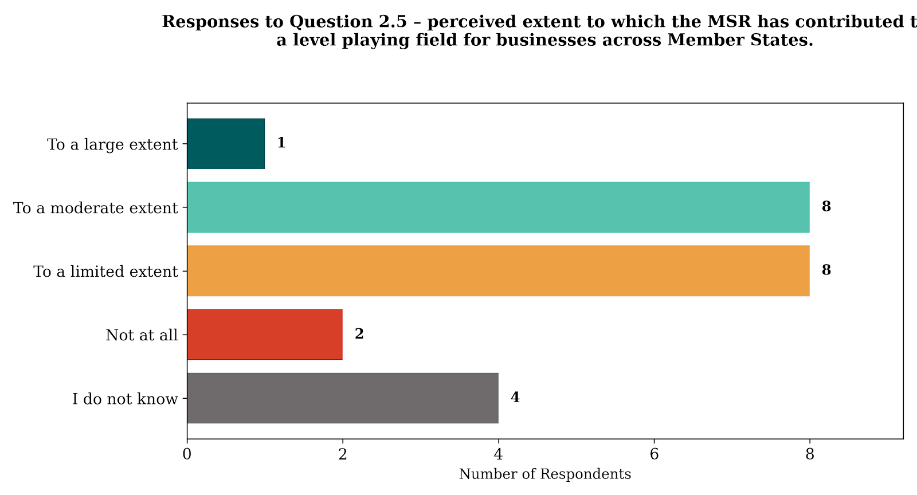 Responses to Question 2.5 – perceived extent to which the MSR has contributed t
a level playing field for businesses across Member States.
To a large extent
1
To a moderate extent
8
To a limited extent
8
Not at all
2
I do not know
4
0 2 4 6 8
Number of Respondents